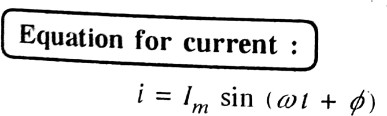 Equation for current :
i = I_m sin (ωt + ϕ)